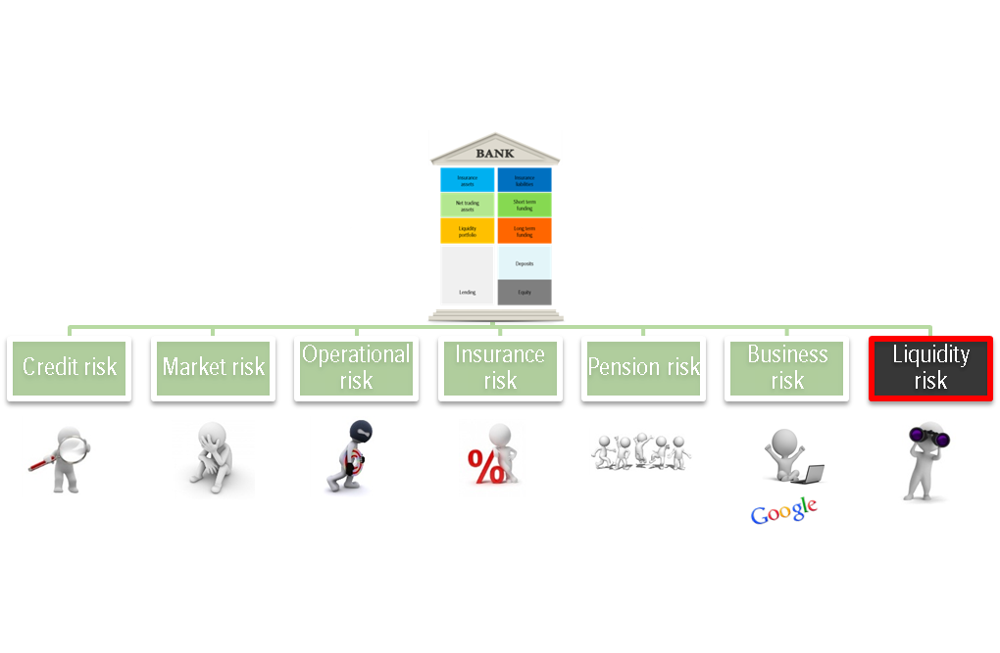 BANK
Insurance
assets
Insurance
liabilities
Net trading
assets
Short term
funding
Liquidity
portfolio
Long term
funding
Deposits
Lending
Equity
Credit risk
Market risk
Operational
risk
Insurance
risk
Pension risk
Business
risk
Liquidity
risk
%
Google